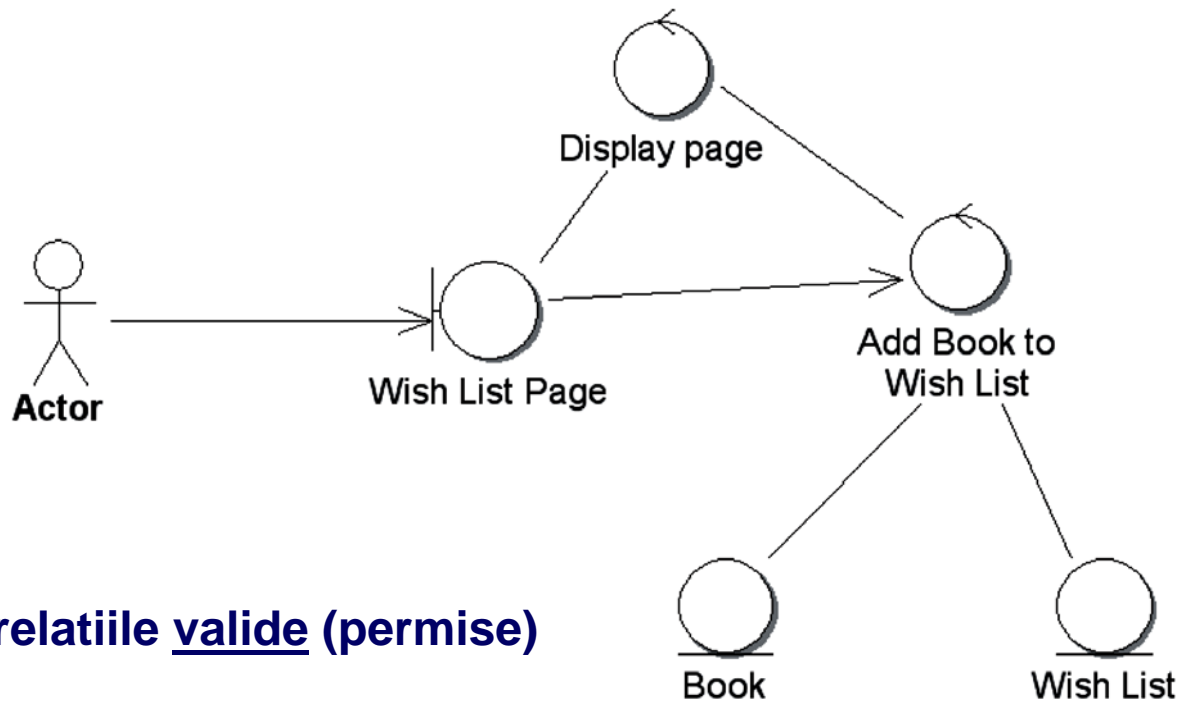 Display page
Add Book to
Wish List
Wish List Page
Actor
relatiile valide (permise)
Book
Wish List